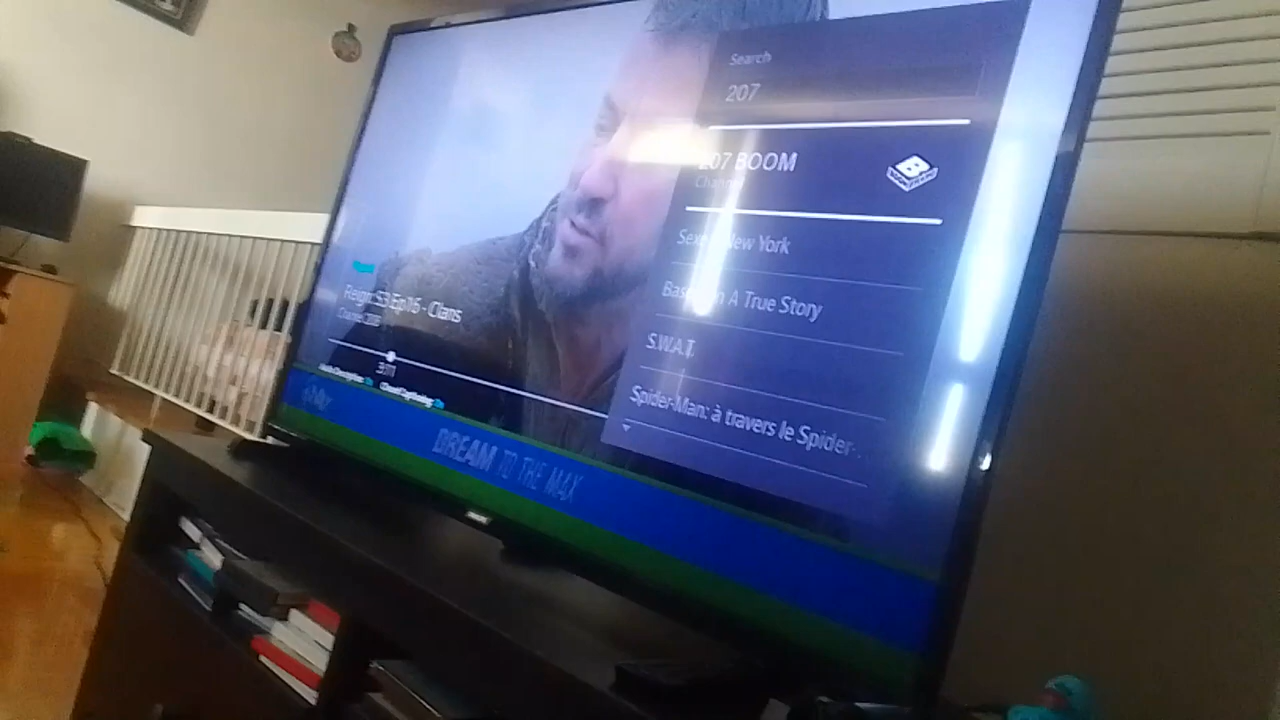 Search
207
207 BOOM
Channel
New York
A True Story
S.W.A.T.
Spider-Man: à travers le Spider-
Reign: S3 Ep16 - Clans
DREAM TO THE MAX